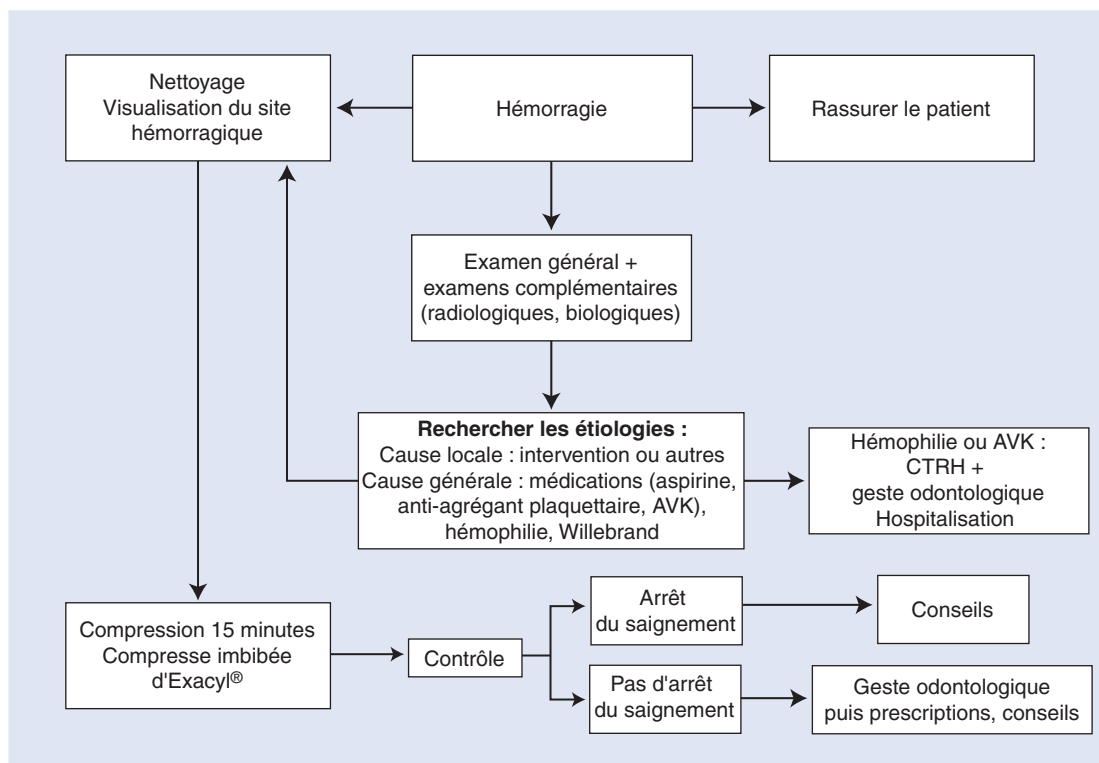 Nettoyage
Visualisation du site
hémorragique
Hémorragie
Rassurer le patient
Examen général +
examens complémentaires
(radiologiques, biologiques)
Rechercher les étiologies :
Cause locale : intervention ou autres
Cause générale : médications (aspirine,
anti-agrégant plaquettaire, AVK),
hémophilie, Willebrand
Hémophilie ou AVK :
CTRH +
geste odontologique
Hospitalisation
Compression 15 minutes
Compresse imbibée
d'Exacyl®
Contrôle
Arrêt
du saignement
Conseils
Pas d'arrêt
du saignement
Geste odontologique
puis prescriptions, conseils